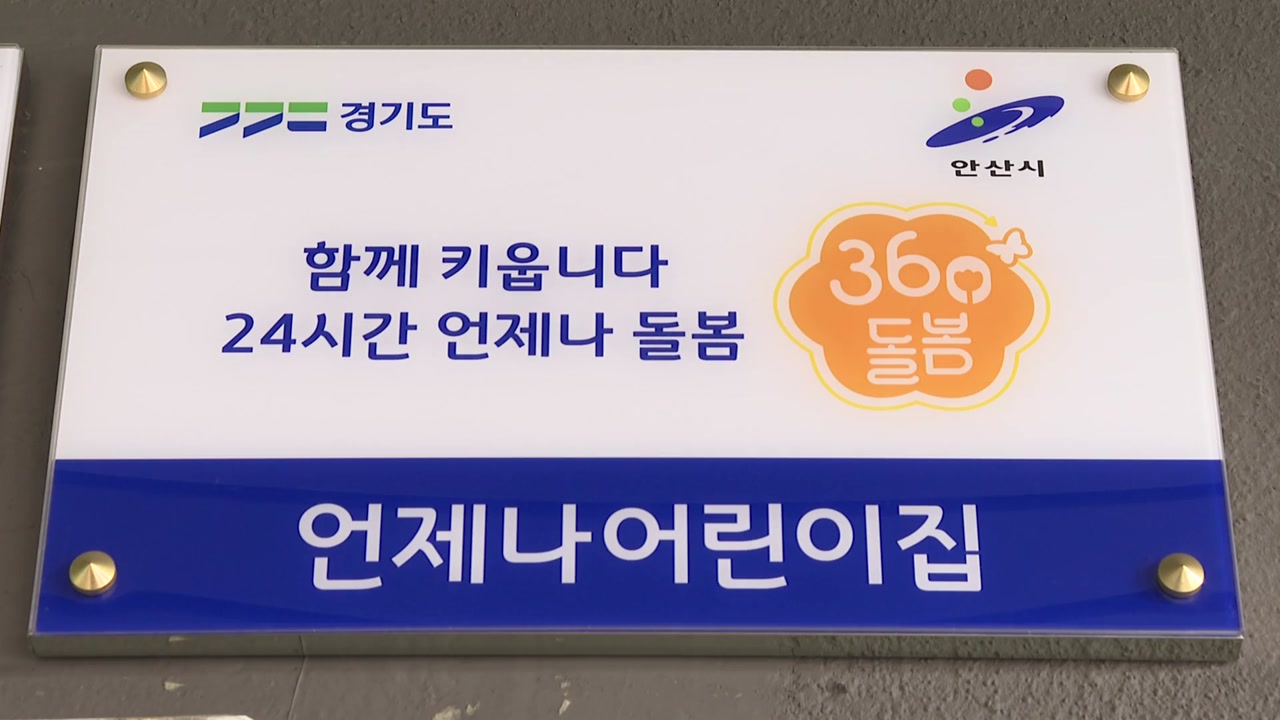 경기도
안산시
함께 키웁니다
24시간 언제나 돌봄
360
돌봄
언제나어린이집